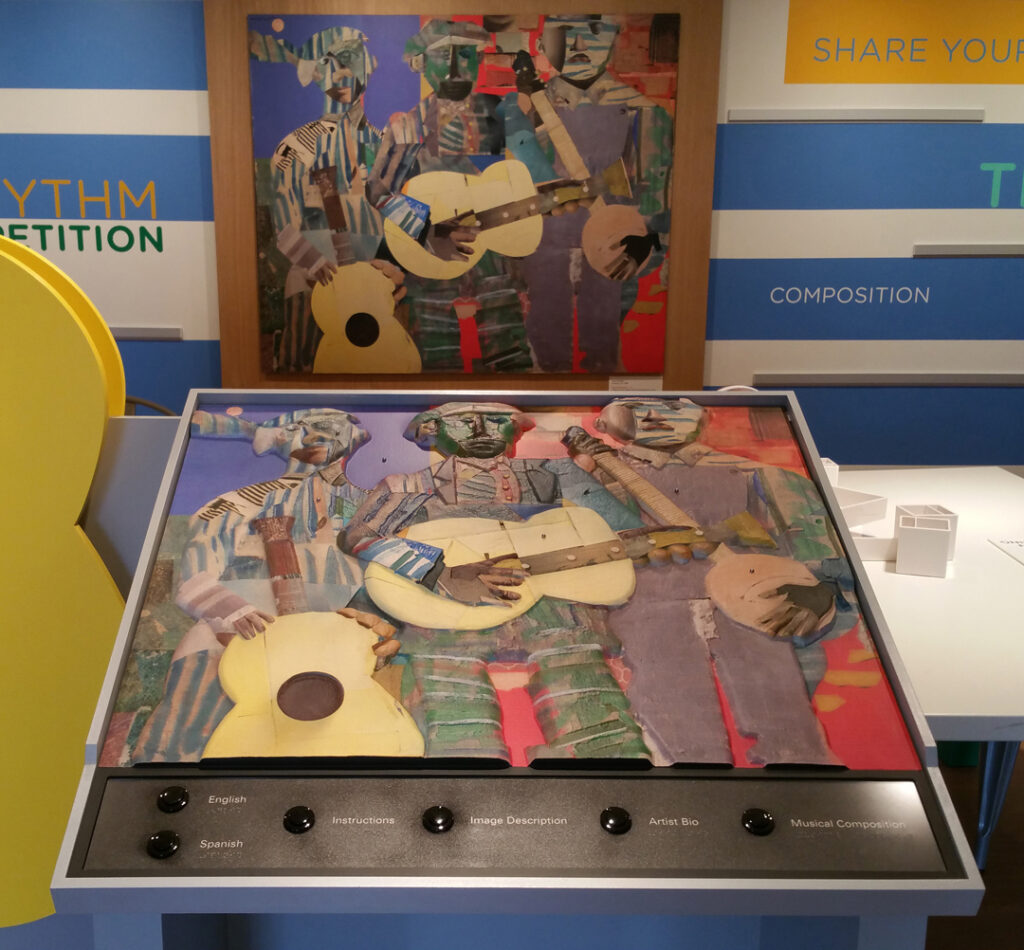 SHARE YOUR
YTHM
ETITION
COMPOSITION
English
Spanish
Instructions
Image Description
Artist Bio
Musical Composition